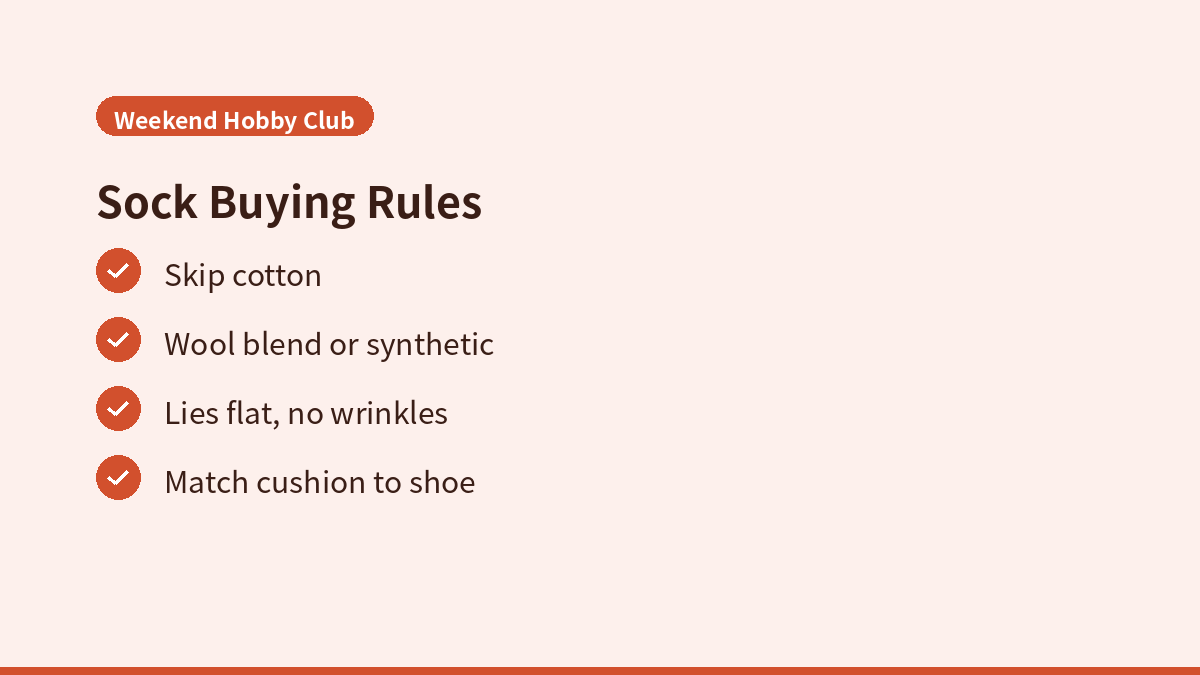 Weekend Hobby Club
Sock Buying Rules
Skip cotton
Wool blend or synthetic
Lies flat, no wrinkles
Match cushion to shoe